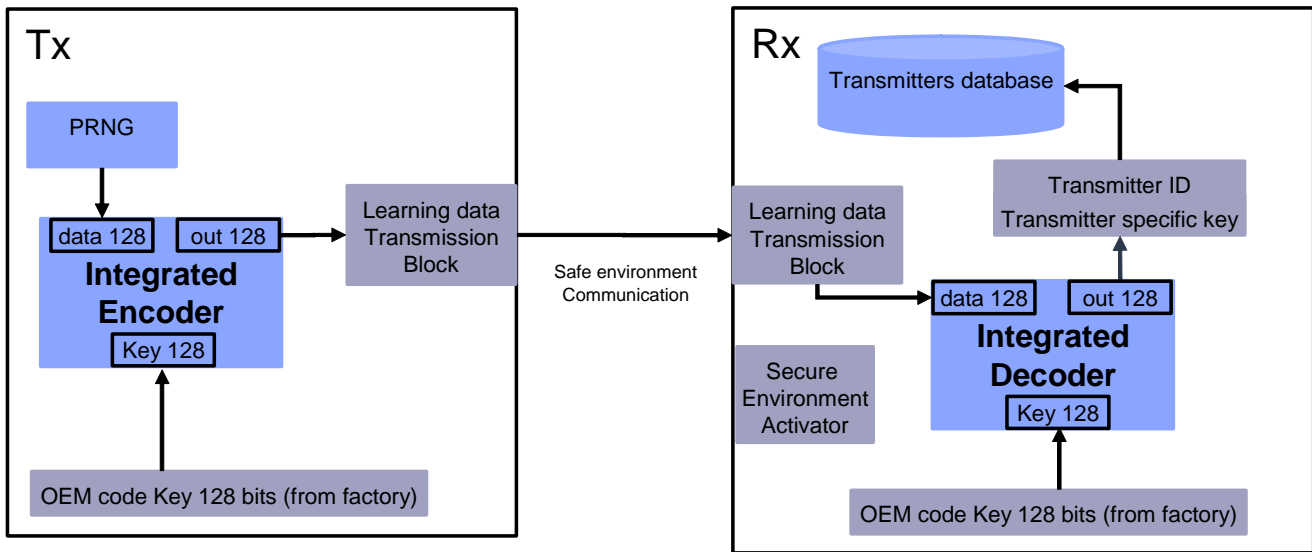 Tx
PRNG
data 128
out 128
Integrated
Encoder
Key 128
OEM code Key 128 bits (from factory)
Learning data
Transmission
Block
Safe environment
Communication
Rx
Transmitters database
Transmitter ID
Transmitter specific key
Learning data
Transmission
Block
data 128
out 128
Integrated
Decoder
Key 128
Secure
Environment
Activator
OEM code Key 128 bits (from factory)